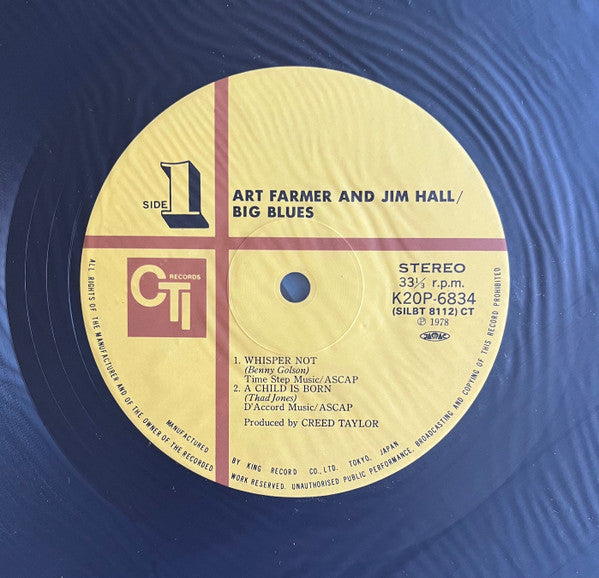 SIDE 1
ART FARMER AND JIM HALL/
BIG BLUES
CTI RECORDS
STEREO
33⅓ r.p.m.
K20P-6834
(SILBT 8112) CT
℗ 1978
JASRAC
1. WHISPER NOT
(Benny Golson)
Time Step Music/ASCAP
2. A CHILD IS BORN
(Thad Jones)
D'Accord Music/ASCAP
Produced by CREED TAYLOR
ALL RIGHTS OF THE MANUFACTURER AND OF THE OWNER OF THE RECORDED WORK RESERVED. UNAUTHORISED PUBLIC PERFORMANCE, BROADCASTING AND COPYING OF THIS RECORD PROHIBITED
MANUFACTURED BY KING RECORD CO., LTD. TOKYO, JAPAN